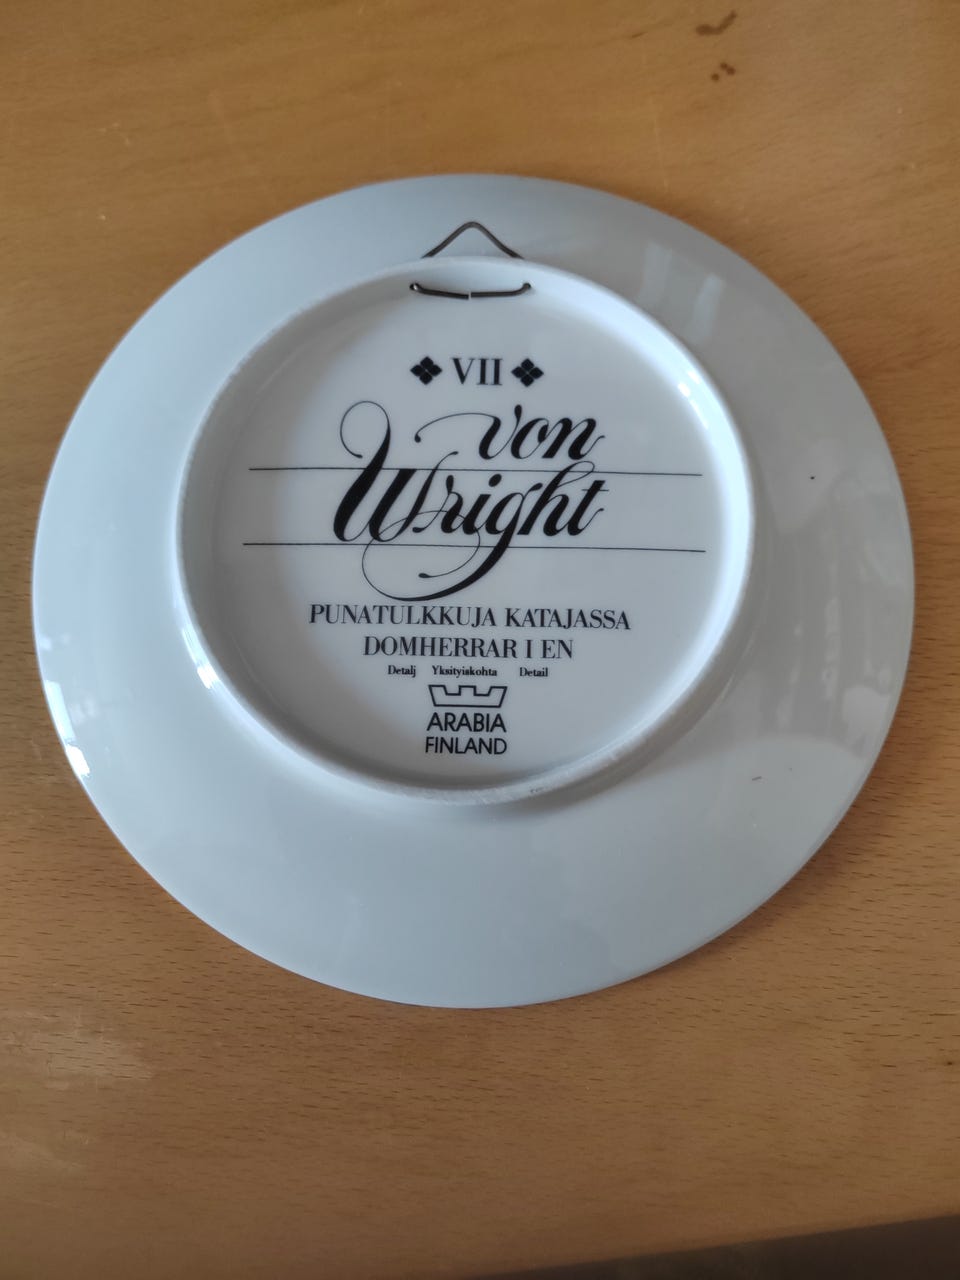 VII
von
Wright
PUNATULKKUJA KATAJASSA
DOMHERRAR I EN
Detalj Yksityiskohta Detail
ARABIA
FINLAND